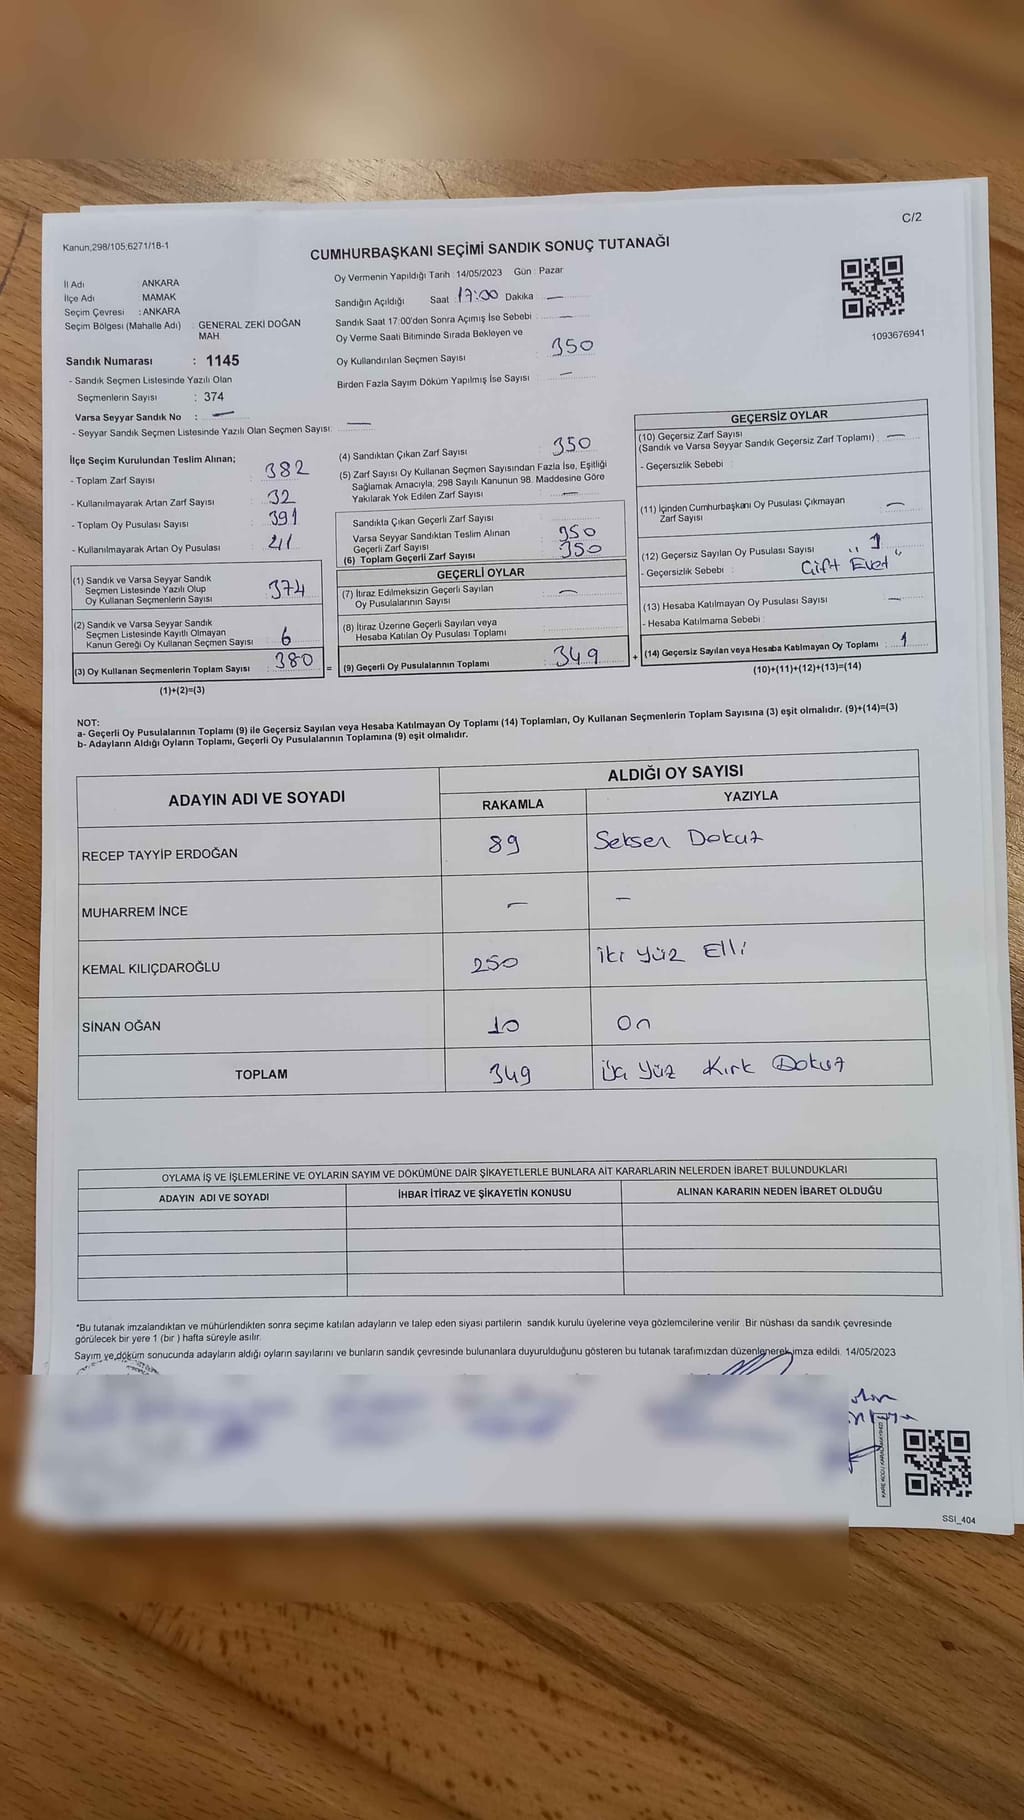 C/2
Kanun,298/105;6271/18-1
CUMHURBAŞKANI SEÇİMİ SANDIK SONUÇ TUTANAĞI
İl Adı ANKARA
İlçe Adı MAMAK
Seçim Çevresi : ANKARA
Seçim Bölgesi (Mahalle Adı) : GENERAL ZEKİ DOĞAN
MAH
Sandık Numarası : 1145
- Sandık Seçmen Listesinde Yazılı Olan
Seçmenlerin Sayısı : 374
Varsa Seyyar Sandık No : —
- Seyyar Sandık Seçmen Listesinde Yazılı Olan Seçmen Sayısı: —
Oy Vermenin Yapıldığı Tarih : 14/05/2023 Gün : Pazar
Sandığın Açıldığı Saat 17:00 Dakika —
Sandık Saat 17:00'den Sonra Açımış İse Sebebi —
Oy Verme Saati Bitiminde Sırada Bekleyen ve
Oy Kullandırılan Seçmen Sayısı 350
Birden Fazla Sayım Döküm Yapılmış İse Sayısı —
1093676941
İlçe Seçim Kurulundan Teslim Alınan;
- Toplam Zarf Sayısı : 382
- Kullanılmayarak Artan Zarf Sayısı : 32
- Toplam Oy Pusulası Sayısı : 391
- Kullanılmayarak Artan Oy Pusulası : 41
(1) Sandık ve Varsa Seyyar Sandık
Seçmen Listesinde Yazılı Olup
Oy Kullanan Seçmenlerin Sayısı 374
(2) Sandık ve Varsa Seyyar Sandık
Seçmen Listesinde Kayıtlı Olmayan
Kanun Gereği Oy Kullanan Seçmen Sayısı 6
(3) Oy Kullanan Seçmenlerin Toplam Sayısı : 380
(1)+(2)=(3)
(4) Sandıktan Çıkan Zarf Sayısı 350
(5) Zarf Sayısı Oy Kullanan Seçmen Sayısından Fazla İse, Eşitliği
Sağlamak Amacıyla, 298 Sayılı Kanunun 98. Maddesine Göre
Yakılarak Yok Edilen Zarf Sayısı —
Sandıkta Çıkan Geçerli Zarf Sayısı
Varsa Seyyar Sandıktan Teslim Alınan
Geçerli Zarf Sayısı 350
(6) Toplam Geçerli Zarf Sayısı 350
GEÇERLİ OYLAR
(7) İtiraz Edilmeksizin Geçerli Sayılan
Oy Pusulalarının Sayısı —
(8) İtiraz Üzerine Geçerli Sayılan veya
Hesaba Katılan Oy Pusulası Toplamı
= (9) Geçerli Oy Pusulalarının Toplamı 349
GEÇERSİZ OYLAR
(10) Geçersiz Zarf Sayısı
(Sandık ve Varsa Seyyar Sandık Geçersiz Zarf Toplamı) —
- Geçersizlik Sebebi :
(11) İçinden Cumhurbaşkanı Oy Pusulası Çıkmayan
Zarf Sayısı —
(12) Geçersiz Sayılan Oy Pusulası Sayısı 1
- Geçersizlik Sebebi : "Çift Evet"
(13) Hesaba Katılmayan Oy Pusulası Sayısı —
- Hesaba Katılmama Sebebi :
+ (14) Geçersiz Sayılan veya Hesaba Katılmayan Oy Toplamı 1
(10)+(11)+(12)+(13)=(14)
NOT:
a- Geçerli Oy Pusulalarının Toplamı (9) ile Geçersiz Sayılan veya Hesaba Katılmayan Oy Toplamı (14) Toplamları, Oy Kullanan Seçmenlerin Toplam Sayısına (3) eşit olmalıdır. (9)+(14)=(3)
b- Adayların Aldığı Oyların Toplamı, Geçerli Oy Pusulalarının Toplamına (9) eşit olmalıdır.
ADAYIN ADI VE SOYADI ALDIĞI OY SAYISI
RAKAMLA YAZIYLA
RECEP TAYYİP ERDOĞAN 89 Seksen Dokuz
MUHARREM İNCE — —
KEMAL KILIÇDAROĞLU 250 İki Yüz Elli
SİNAN OĞAN 10 On
TOPLAM 349 Üç Yüz Kırk Dokuz
OYLAMA İŞ VE İŞLEMLERİNE VE OYLARIN SAYIM VE DÖKÜMÜNE DAİR ŞİKAYETLERLE BUNLARA AİT KARARLARIN NELERDEN İBARET BULUNDUKLARI
ADAYIN ADI VE SOYADI İHBAR İTİRAZ VE ŞİKAYETİN KONUSU ALINAN KARARIN NEDEN İBARET OLDUĞU
*Bu tutanak imzalandıktan ve mühürlendikten sonra seçime katılan adayların ve talep eden siyası partilerin sandık kurulu üyelerine veya gözlemcilerine verilir. Bir nüshası da sandık çevresinde
görülecek bir yere 1 (bir ) hafta süreyle asılır.
Sayım ve döküm sonucunda adayların aldığı oyların sayılarını ve bunların sandık çevresinde bulunanlara duyurulduğunu gösteren bu tutanak tarafımızdan düzenlenerek imza edildi. 14/05/2023
SSI_404